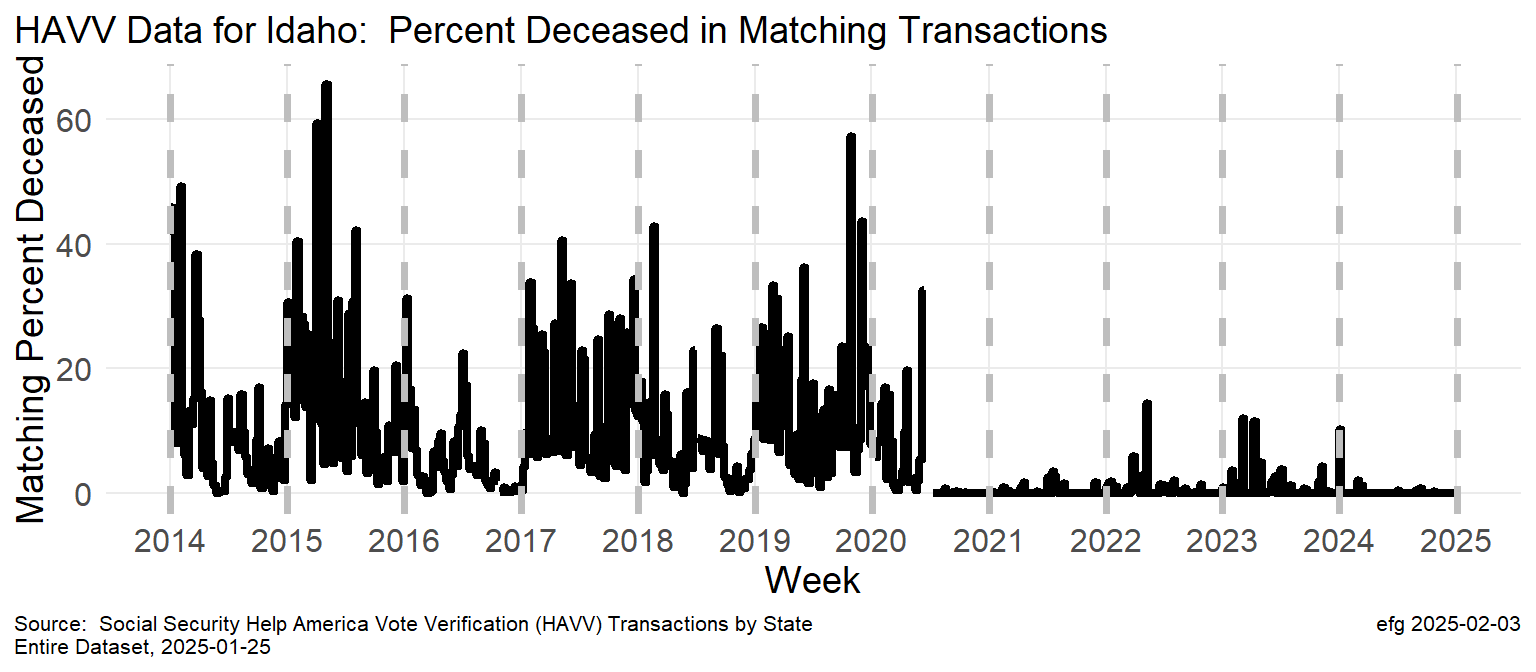 HAVV Data for Idaho:  Percent Deceased in Matching Transactions
Matching Percent Deceased
60
40
20
0
2014 2015 2016 2017 2018 2019 2020 2021 2022 2023 2024 2025
Week
Source:  Social Security Help America Vote Verification (HAVV) Transactions by State
Entire Dataset, 2025-01-25
efg 2025-02-03